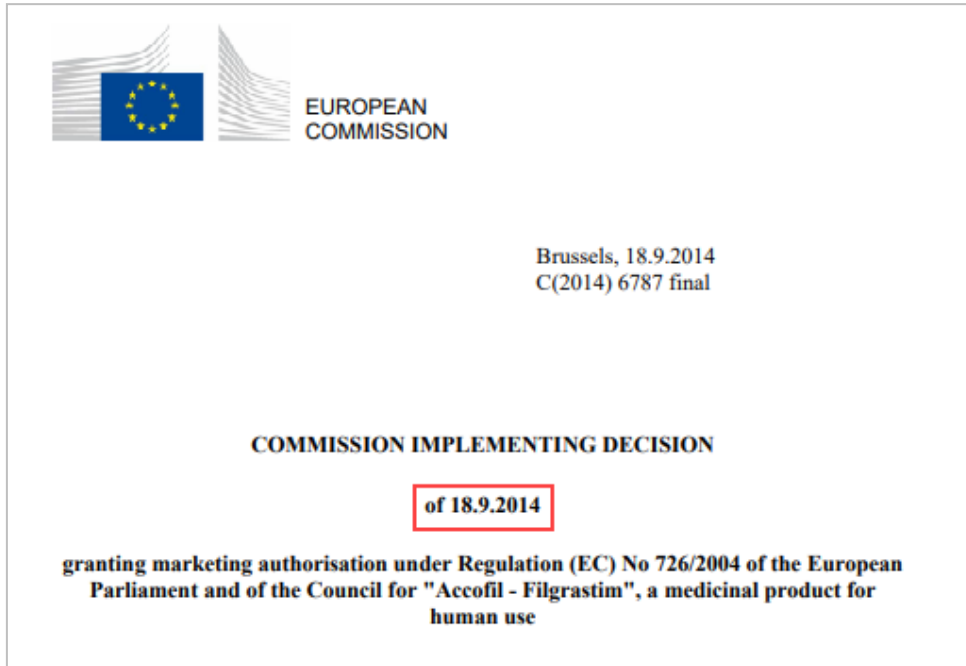 EUROPEAN
COMMISSION
Brussels, 18.9.2014
C(2014) 6787 final
COMMISSION IMPLEMENTING DECISION
of 18.9.2014
granting marketing authorisation under Regulation (EC) No 726/2004 of the European
Parliament and of the Council for "Accofil - Filgrastim", a medicinal product for
human use